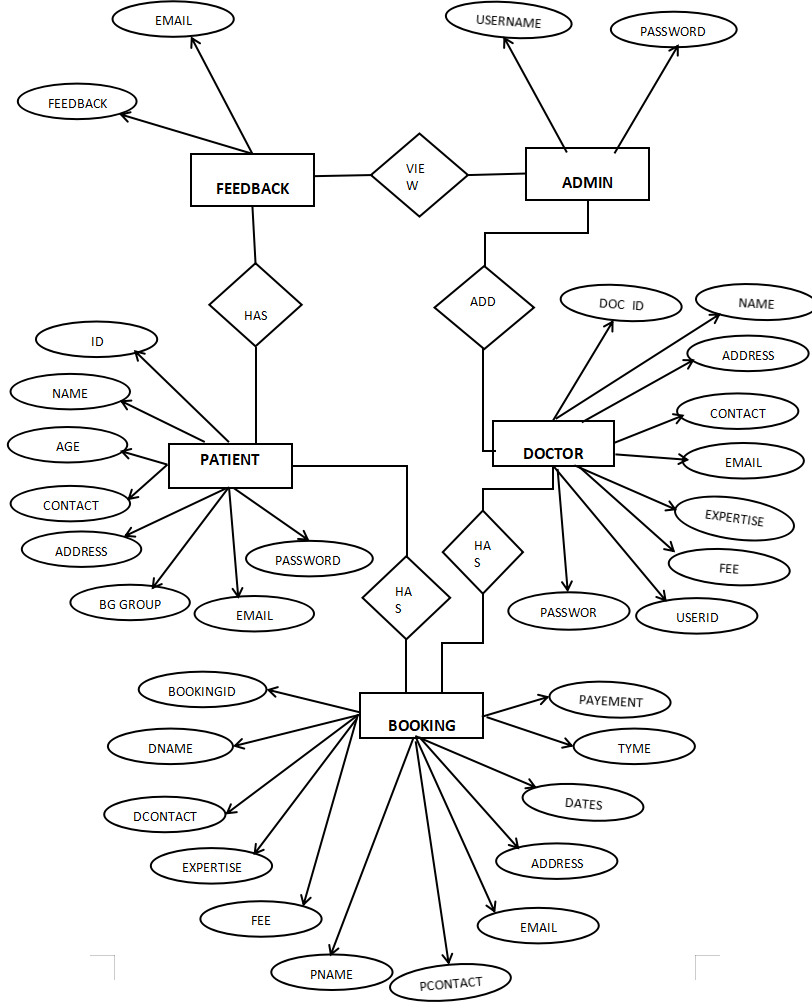 EMAIL
USERNAME
PASSWORD
FEEDBACK
FEEDBACK
VIE
W
ADMIN
HAS
ADD
DOC ID
NAME
ID
ADDRESS
NAME
CONTACT
AGE
PATIENT
DOCTOR
EMAIL
CONTACT
EXPERTISE
ADDRESS
PASSWORD
HA
S
FEE
BG GROUP
EMAIL
HA
S
PASSWOR
USERID
BOOKINGID
PAYEMENT
BOOKING
DNAME
TYME
DCONTACT
DATES
EXPERTISE
ADDRESS
FEE
EMAIL
PNAME
PCONTACT